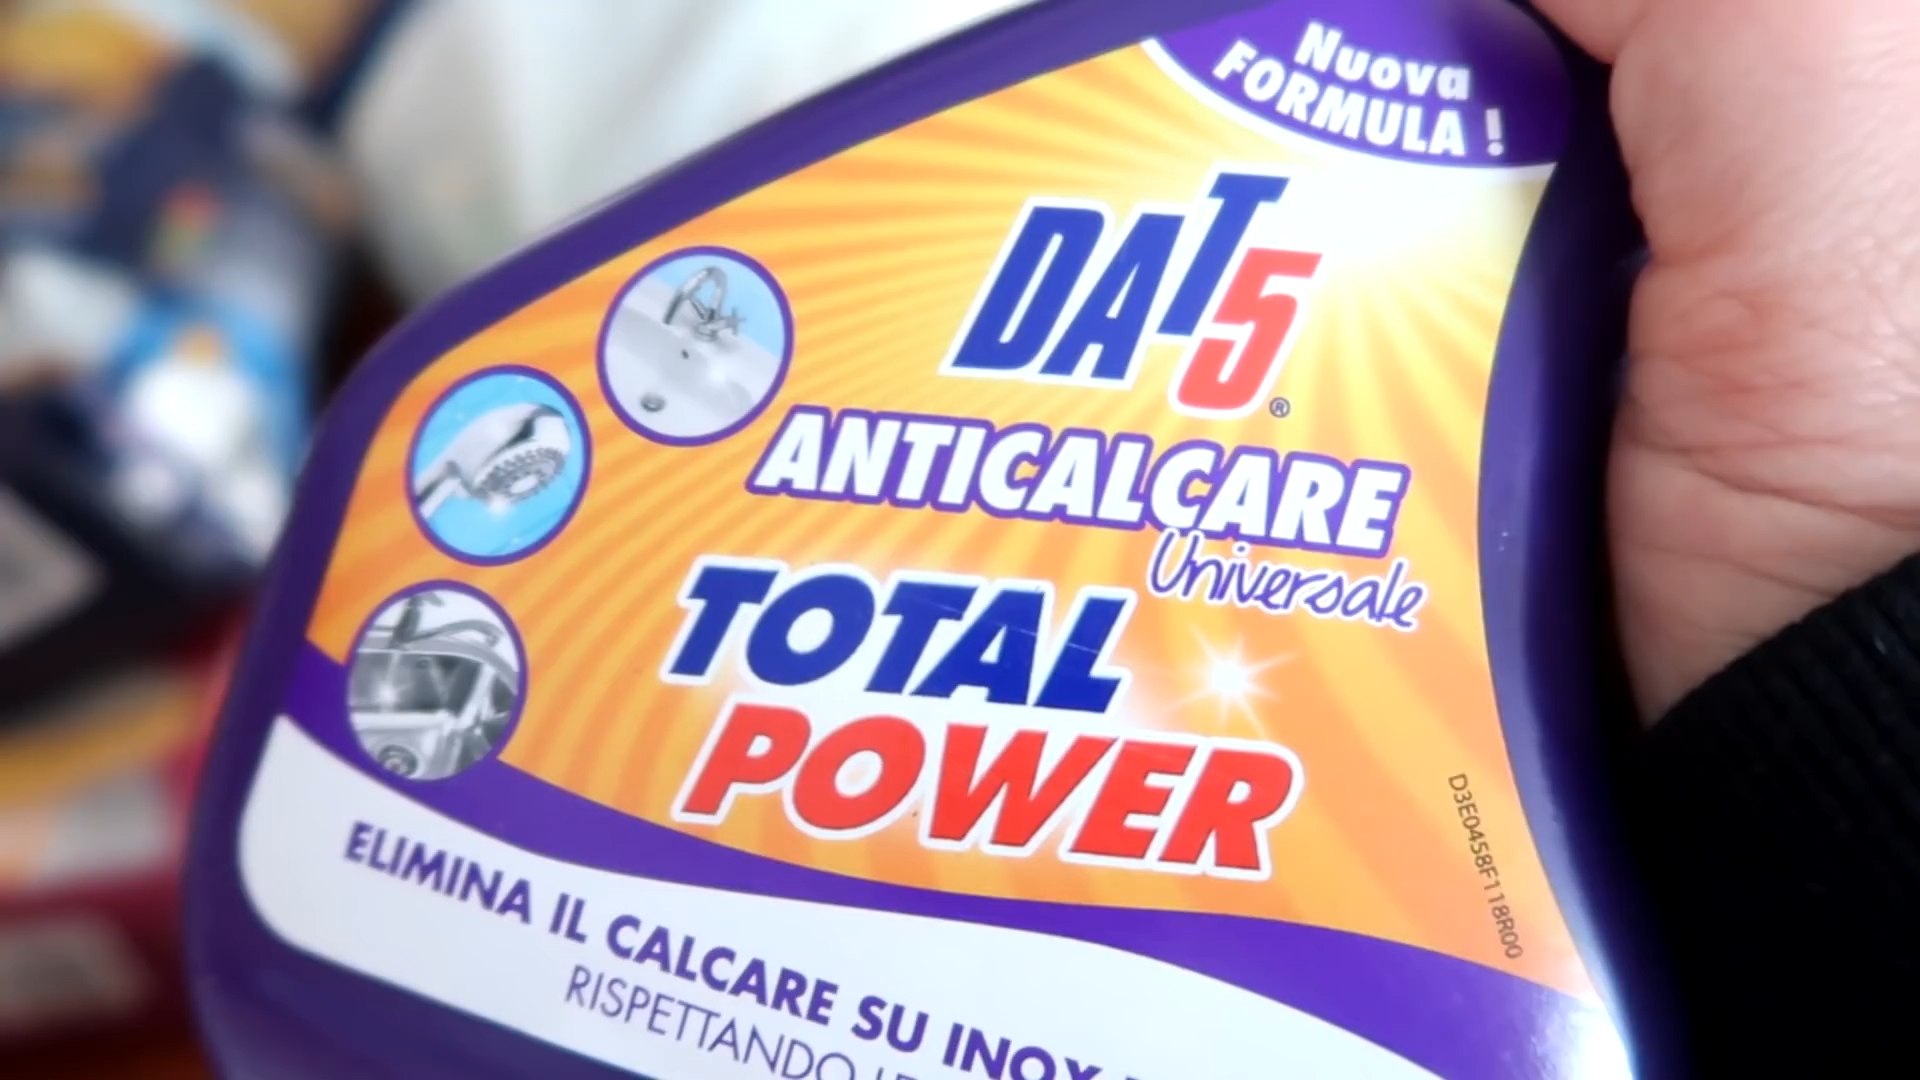 Nuova
FORMULA !
DAT5®
ANTICALCARE
Universale
TOTAL
POWER
D3E0458F118R00
ELIMINA IL CALCARE SU INOX
RISPETTANDO